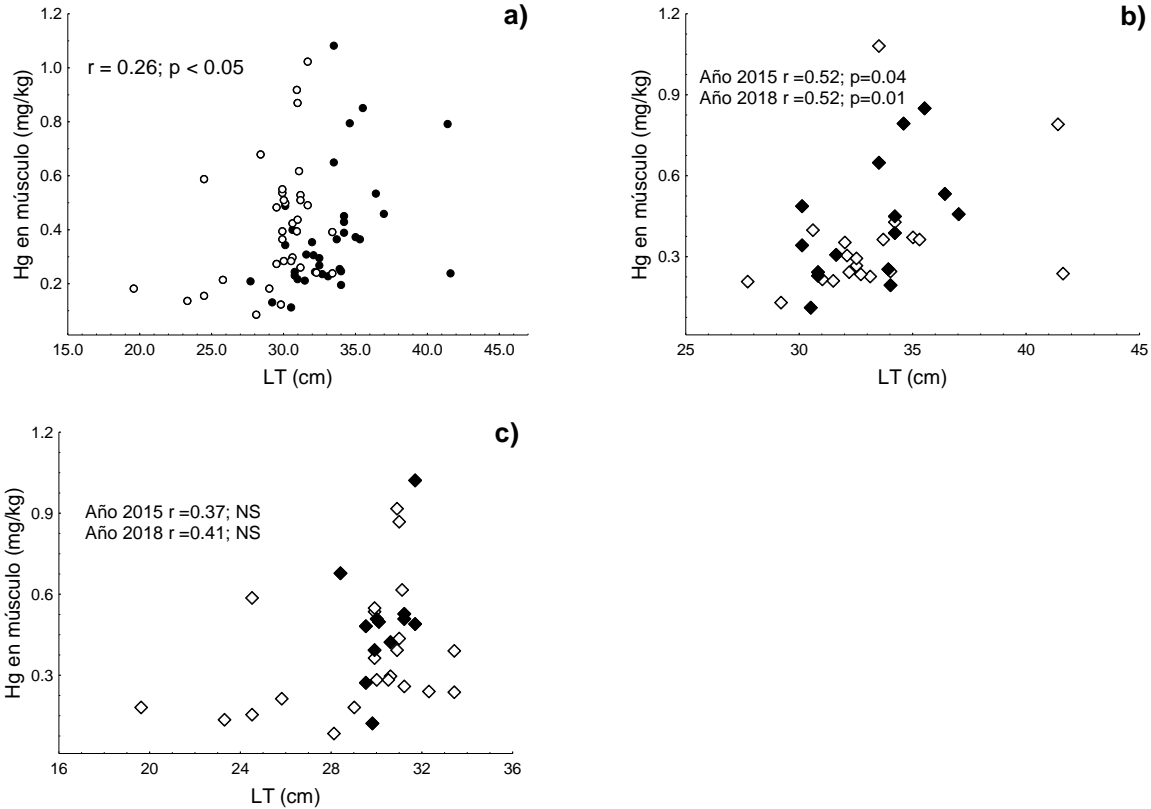 a)
r = 0.26; p < 0.05
Hg en músculo (mg/kg)
1.2
1.0
0.8
0.6
0.4
0.2
15.0 20.0 25.0 30.0 35.0 40.0 45.0
LT (cm)
b)
Año 2015 r =0.52; p=0.04
Año 2018 r =0.52; p=0.01
Hg en músculo (mg/kg)
1.2
0.9
0.6
0.3
25 30 35 40 45
LT (cm)
c)
Año 2015 r =0.37; NS
Año 2018 r =0.41; NS
Hg en músculo (mg/kg)
1.2
0.9
0.6
0.3
16 20 24 28 32 36
LT (cm)